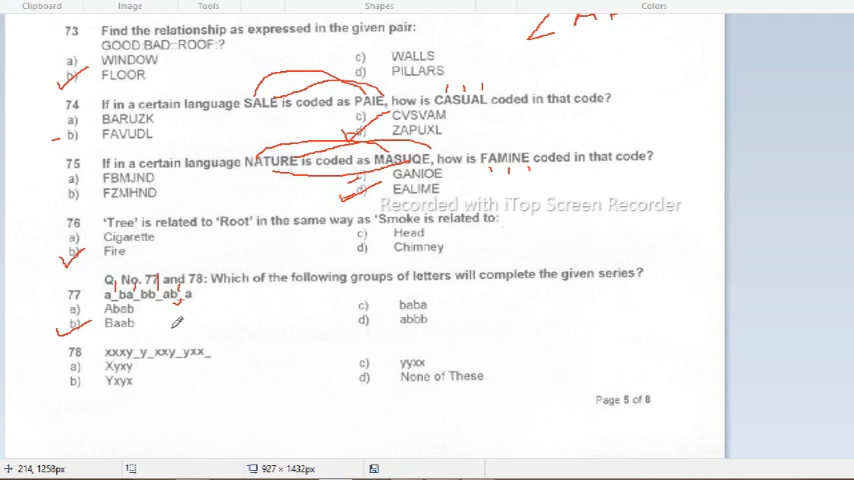 Clipboard Image Tools Shapes Colors
73 Find the relationship as expressed in the given pair:
GOOD:BAD::ROOF:?
a) WINDOW c) WALLS
b) FLOOR d) PILLARS
74 If in a certain language SALE is coded as PAIE, how is CASUAL coded in that code?
a) BARUZK c) CVSVAM
b) FAVUDL d) ZAPUXL
75 If in a certain language NATURE is coded as MASUQE, how is FAMINE coded in that code?
a) FBMJND c) GANIOE
b) FZMHND d) EALIME
Recorded with iTop Screen Recorder
76 'Tree' is related to 'Root' in the same way as 'Smoke is related to:
a) Cigarette c) Head
b) Fire d) Chimney
Q. No. 77 and 78: Which of the following groups of letters will complete the given series?
77 a_ba_bb_ab_a
a) Abab c) baba
b) Baab d) abbb
78 xxxy_y_xxy_yxx_
a) Xyxy c) yyxx
b) Yxyx d) None of These
Page 5 of 8
214, 1258px 927 × 1432px